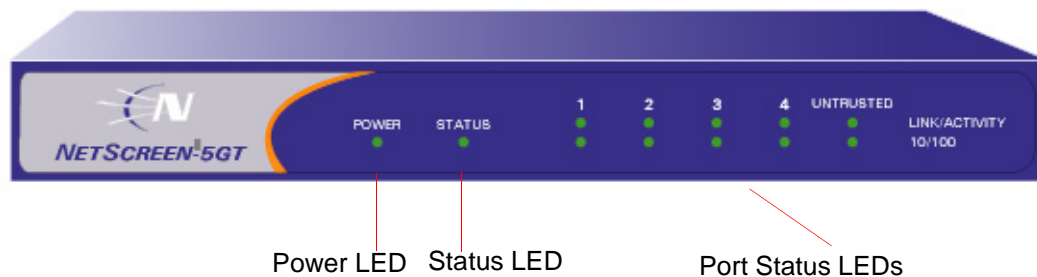 N
1 2 3 4 UNTRUSTED
POWER STATUS LINK/ACTIVITY
10/100
NETSCREEN-5GT
Power LED Status LED Port Status LEDs